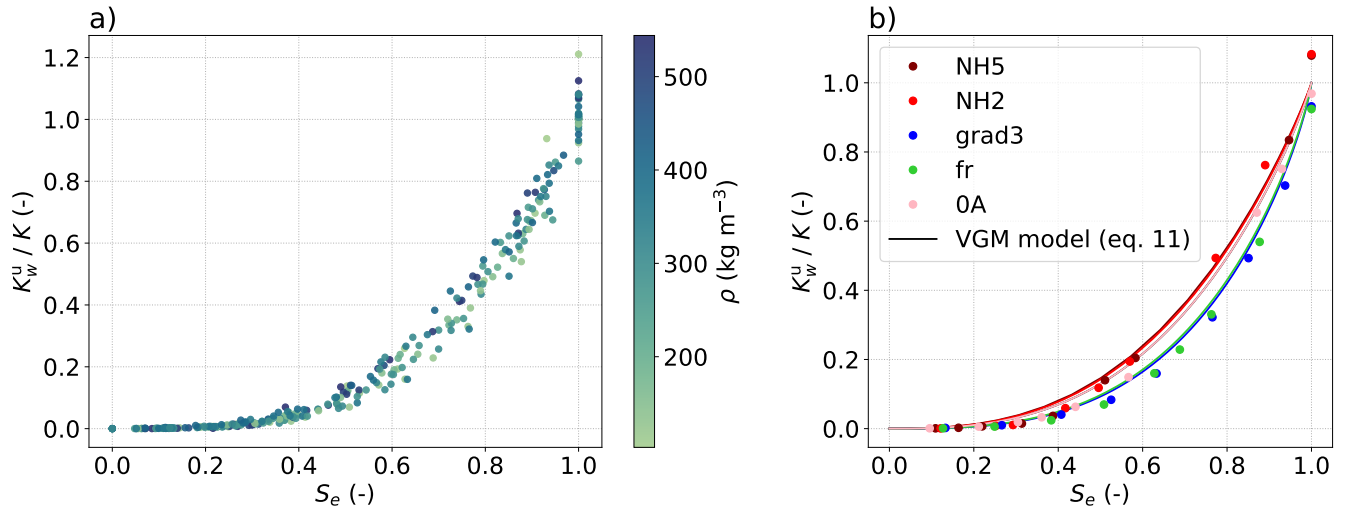 a)
1.2
1.0
0.8
0.6
0.4
0.2
0.0
K_w^u / K (-)
0.0 0.2 0.4 0.6 0.8 1.0
S_e (-)
500
400
300
200
ρ (kg m⁻³)
b)
NH5
NH2
grad3
fr
0A
VGM model (eq. 11)
1.0
0.8
0.6
0.4
0.2
0.0
K_w^u / K (-)
0.0 0.2 0.4 0.6 0.8 1.0
S_e (-)